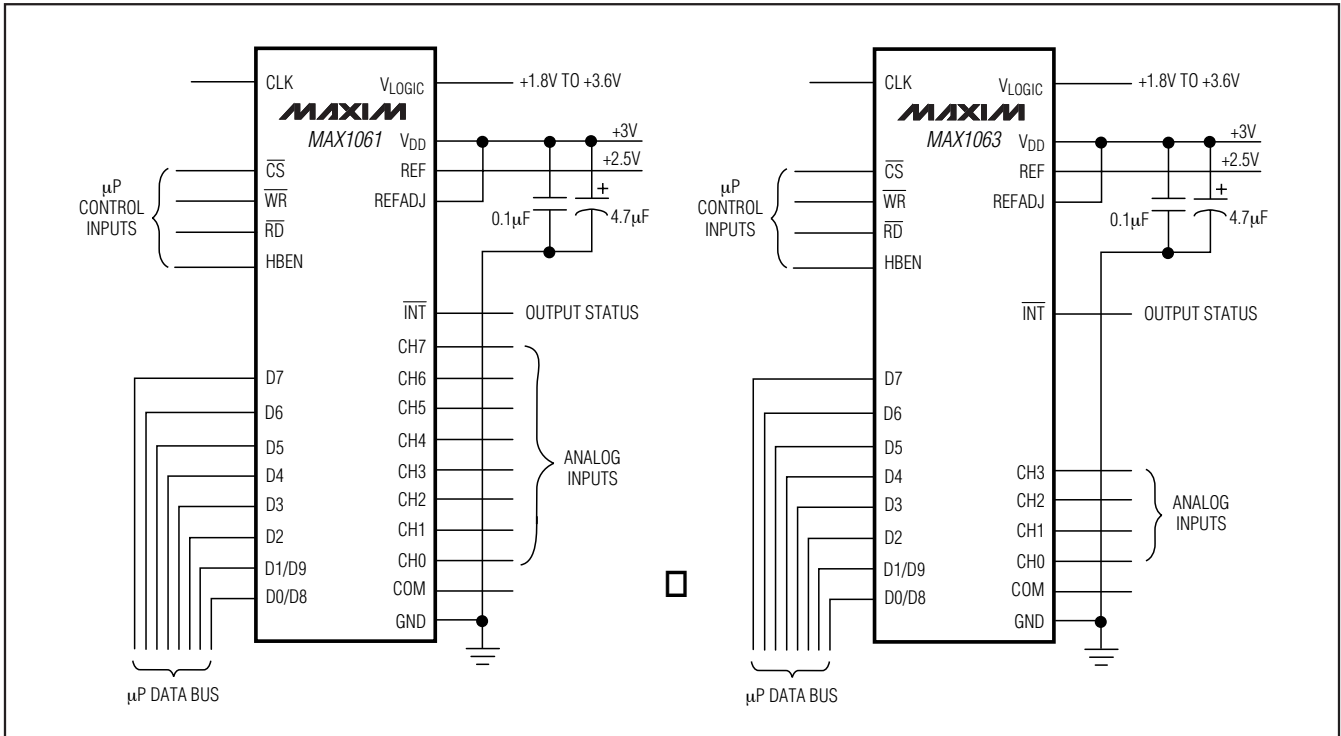 CLK
VLOGIC
+1.8V TO +3.6V
MAXIM
MAX1061
VDD
+3V
CS
REF
+2.5V
µP
CONTROL
INPUTS
WR
REFADJ
+
0.1µF
4.7µF
RD
HBEN
INT
OUTPUT STATUS
CH7
D7
CH6
D6
CH5
D5
CH4
D4
CH3
ANALOG
INPUTS
D3
CH2
D2
CH1
D1/D9
CH0
D0/D8
COM
GND
µP DATA BUS
CLK
VLOGIC
+1.8V TO +3.6V
MAXIM
MAX1063
VDD
+3V
CS
REF
+2.5V
µP
CONTROL
INPUTS
WR
REFADJ
+
0.1µF
4.7µF
RD
HBEN
INT
OUTPUT STATUS
D7
D6
D5
D4
CH3
D3
CH2
ANALOG
INPUTS
D2
CH1
D1/D9
CH0
D0/D8
COM
GND
µP DATA BUS